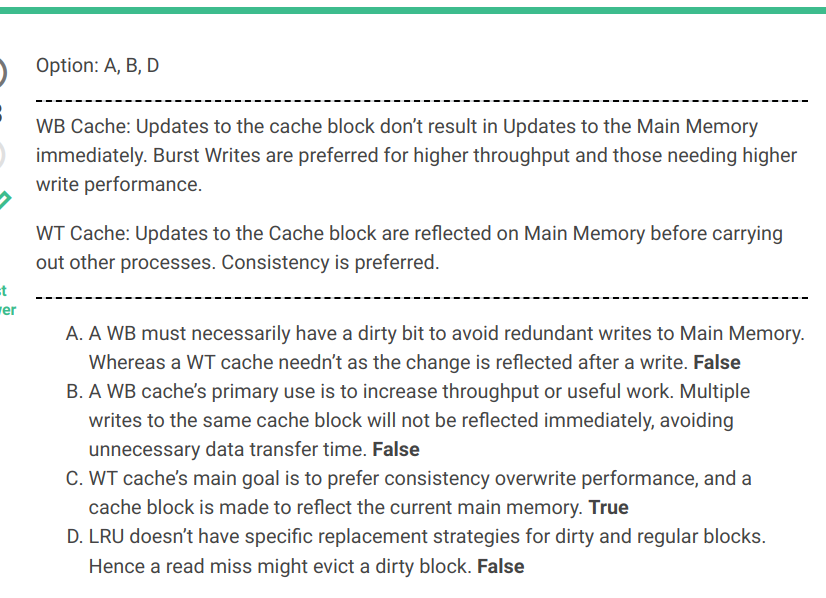 Option: A, B, D
WB Cache: Updates to the cache block don’t result in Updates to the Main Memory
immediately. Burst Writes are preferred for higher throughput and those needing higher
write performance.
WT Cache: Updates to the Cache block are reflected on Main Memory before carrying
out other processes. Consistency is preferred.
A. A WB must necessarily have a dirty bit to avoid redundant writes to Main Memory.
Whereas a WT cache needn’t as the change is reflected after a write. False
B. A WB cache’s primary use is to increase throughput or useful work. Multiple
writes to the same cache block will not be reflected immediately, avoiding
unnecessary data transfer time. False
C. WT cache’s main goal is to prefer consistency overwrite performance, and a
cache block is made to reflect the current main memory. True
D. LRU doesn’t have specific replacement strategies for dirty and regular blocks.
Hence a read miss might evict a dirty block. False